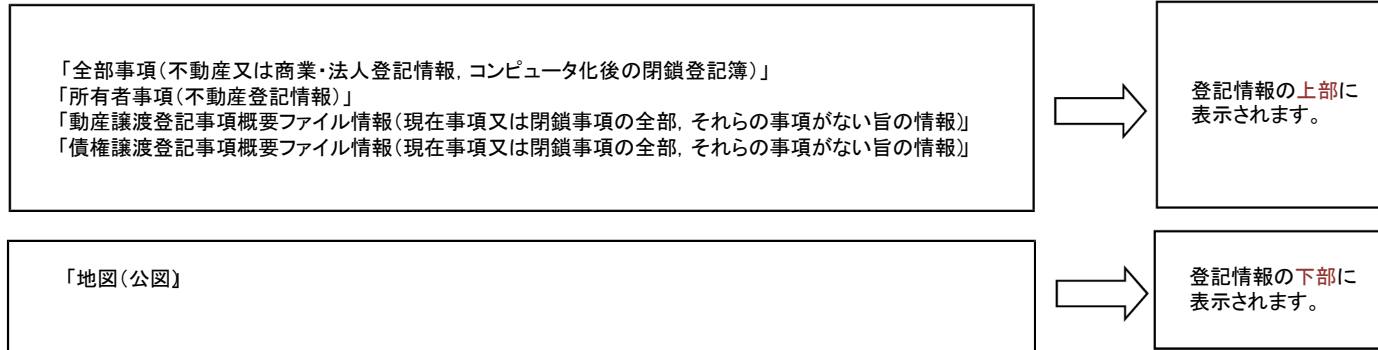 「全部事項（不動産又は商業・法人登記情報，コンピュータ化後の閉鎖登記簿）」
「所有者事項（不動産登記情報）」
「動産譲渡登記事項概要ファイル情報（現在事項又は閉鎖事項の全部，それらの事項がない旨の情報）」
「債権譲渡登記事項概要ファイル情報（現在事項又は閉鎖事項の全部，それらの事項がない旨の情報）」
登記情報の上部に
表示されます。
「地図（公図）」
登記情報の下部に
表示されます。